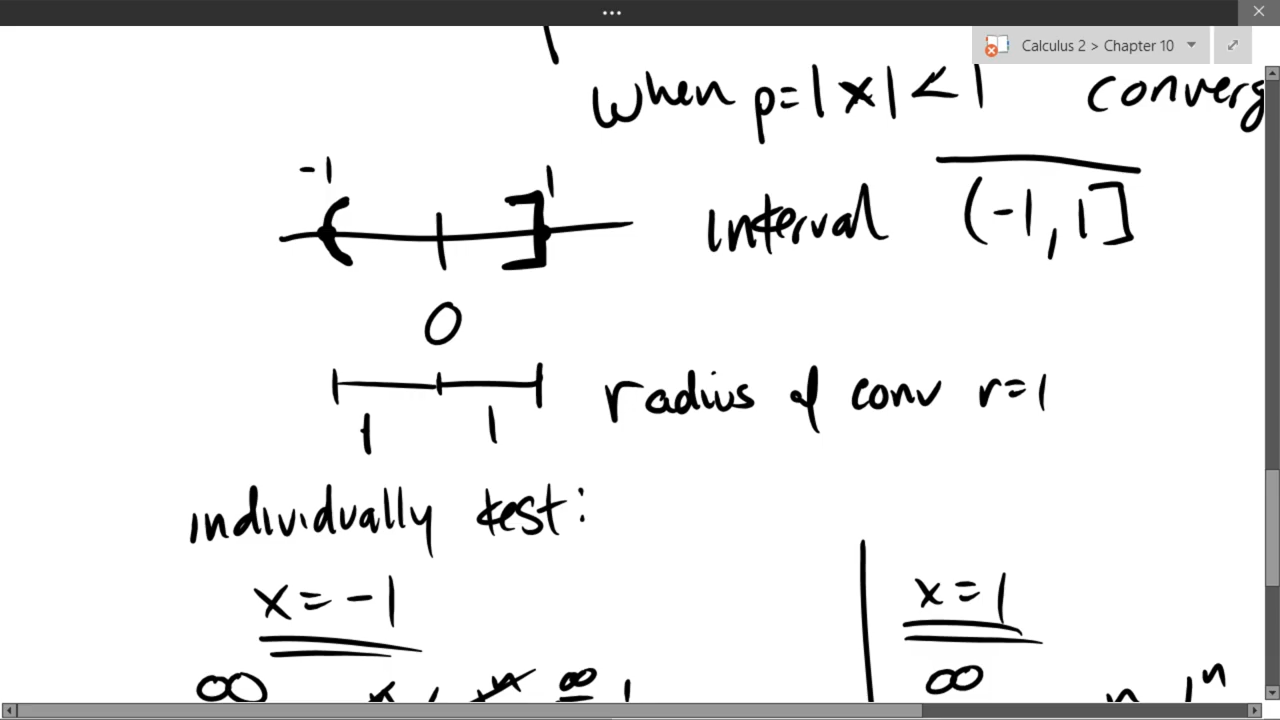 Calculus 2 > Chapter 10
when p=|x|<1 converg
-1 1
interval (-1, 1]
0
radius of conv r=1
1 1
individually test:
x=-1 x=1
∞ ∞ ∞
n 1ⁿ